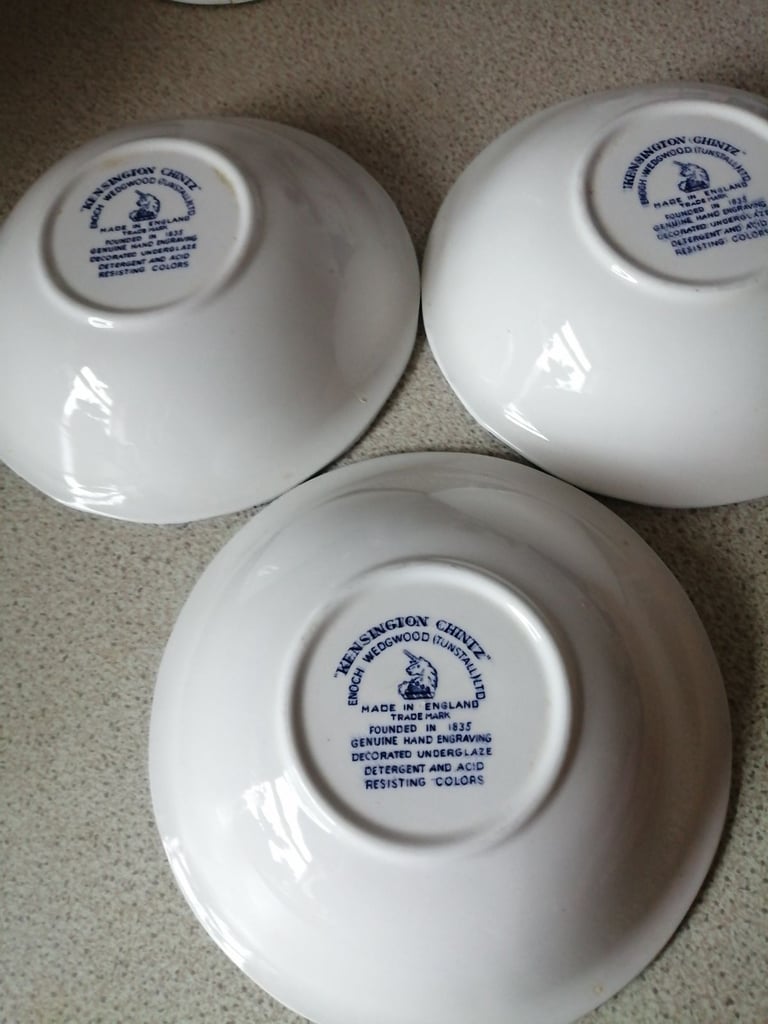 "KENSINGTON CHINTZ"
ENOCH WEDGWOOD (TUNSTALL) LTD
MADE IN ENGLAND
TRADE MARK
FOUNDED IN 1835
GENUINE HAND ENGRAVING
DECORATED UNDERGLAZE
DETERGENT AND ACID
RESISTING COLORS
"KENSINGTON CHINTZ"
ENOCH WEDGWOOD (TUNSTALL) LTD
MADE IN ENGLAND
TRADE MARK
FOUNDED IN 1835
GENUINE HAND ENGRAVING
DECORATED UNDERGLAZE
DETERGENT AND ACID
RESISTING COLORS
"KENSINGTON CHINTZ"
ENOCH WEDGWOOD (TUNSTALL) LTD
MADE IN ENGLAND
TRADE MARK
FOUNDED IN 1835
GENUINE HAND ENGRAVING
DECORATED UNDERGLAZE
DETERGENT AND ACID
RESISTING COLORS